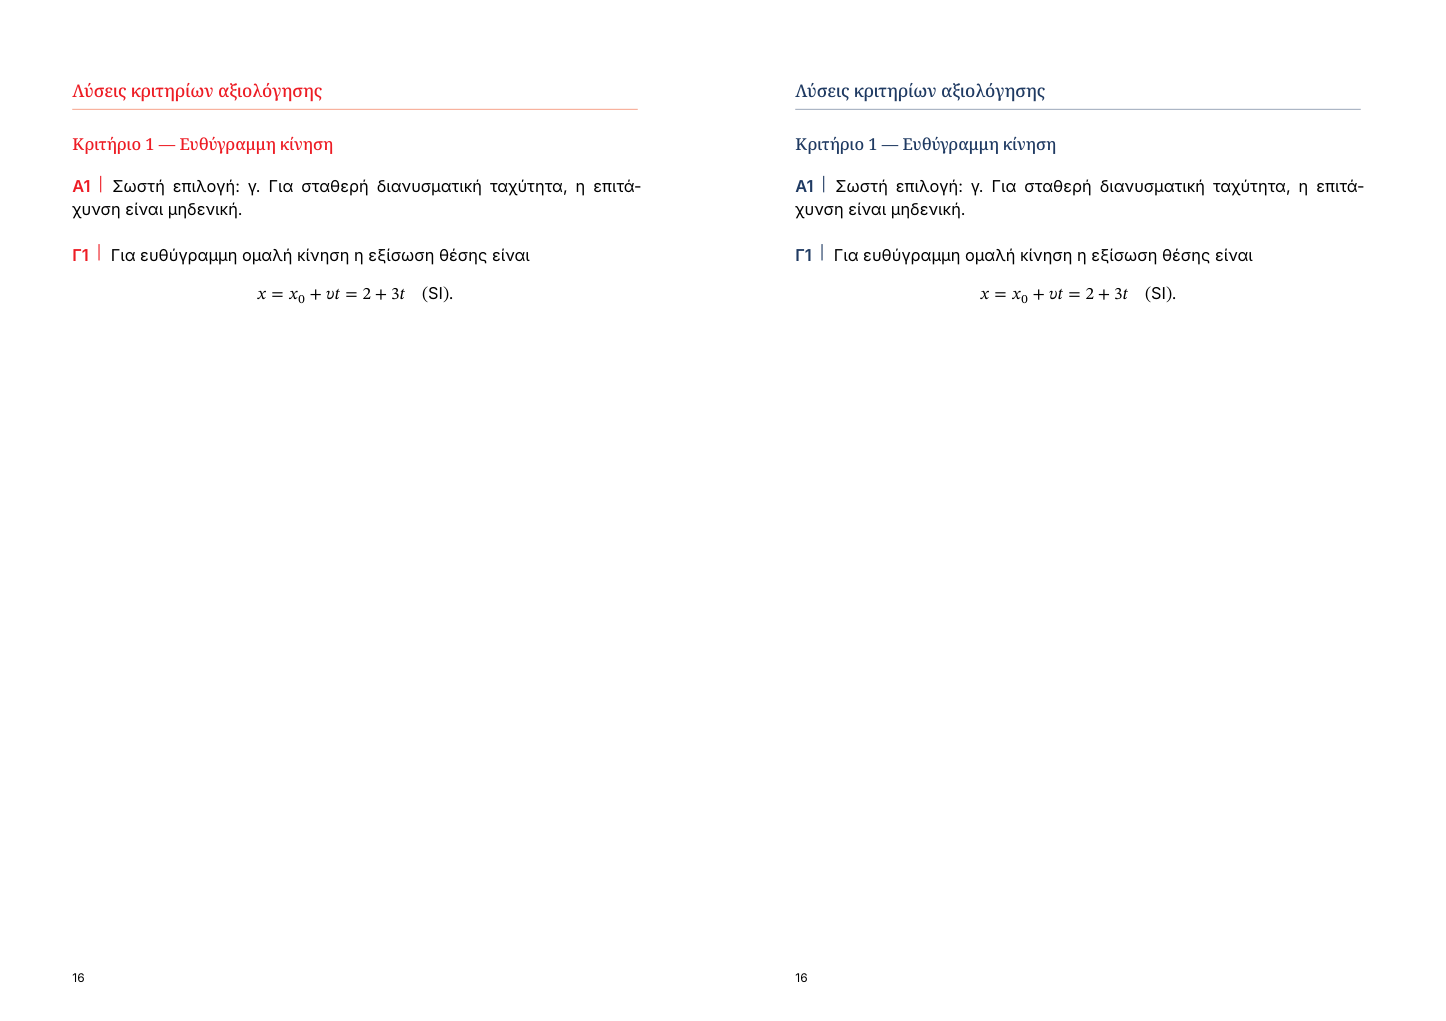 Λύσεις κριτηρίων αξιολόγησης
Κριτήριο 1 — Ευθύγραμμη κίνηση
Α1 | Σωστή επιλογή: γ. Για σταθερή διανυσματική ταχύτητα, η επιτά-
χυνση είναι μηδενική.
Γ1 | Για ευθύγραμμη ομαλή κίνηση η εξίσωση θέσης είναι
x = x₀ + υt = 2 + 3t (SI).
16
Λύσεις κριτηρίων αξιολόγησης
Κριτήριο 1 — Ευθύγραμμη κίνηση
Α1 | Σωστή επιλογή: γ. Για σταθερή διανυσματική ταχύτητα, η επιτά-
χυνση είναι μηδενική.
Γ1 | Για ευθύγραμμη ομαλή κίνηση η εξίσωση θέσης είναι
x = x₀ + υt = 2 + 3t (SI).
16